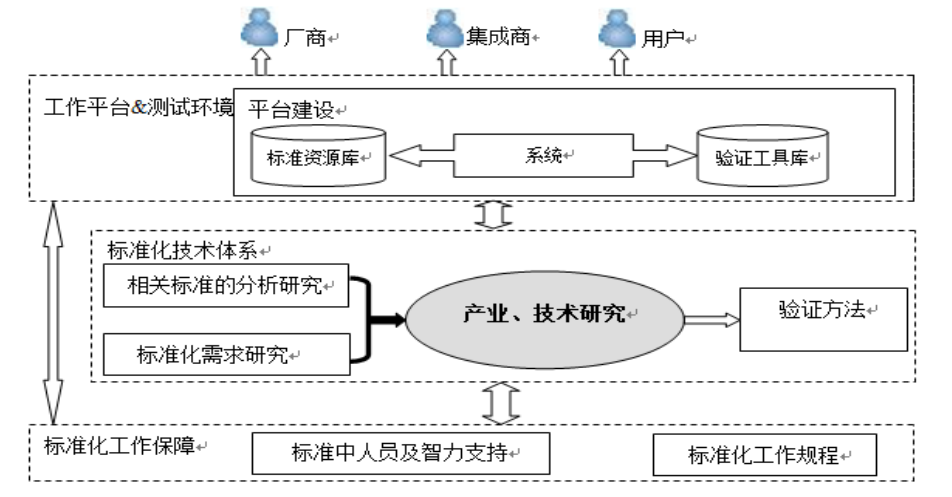 厂商
集成商
用户
工作平台&测试环境
平台建设
标准资源库
系统
验证工具库
标准化技术体系
相关标准的分析研究
标准化需求研究
产业、技术研究
验证方法
标准化工作保障
标准中人员及智力支持
标准化工作规程